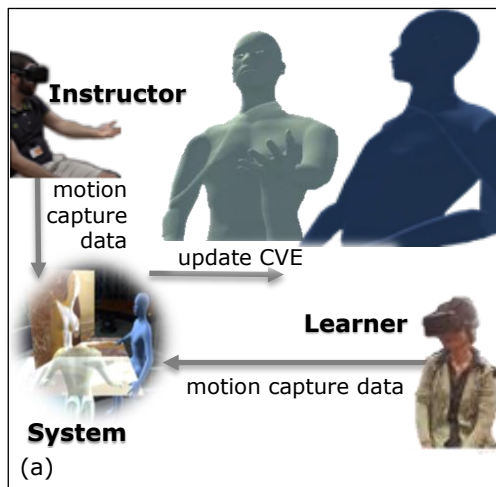 Instructor
motion
capture
data
update CVE
Learner
motion capture data
System
(a)